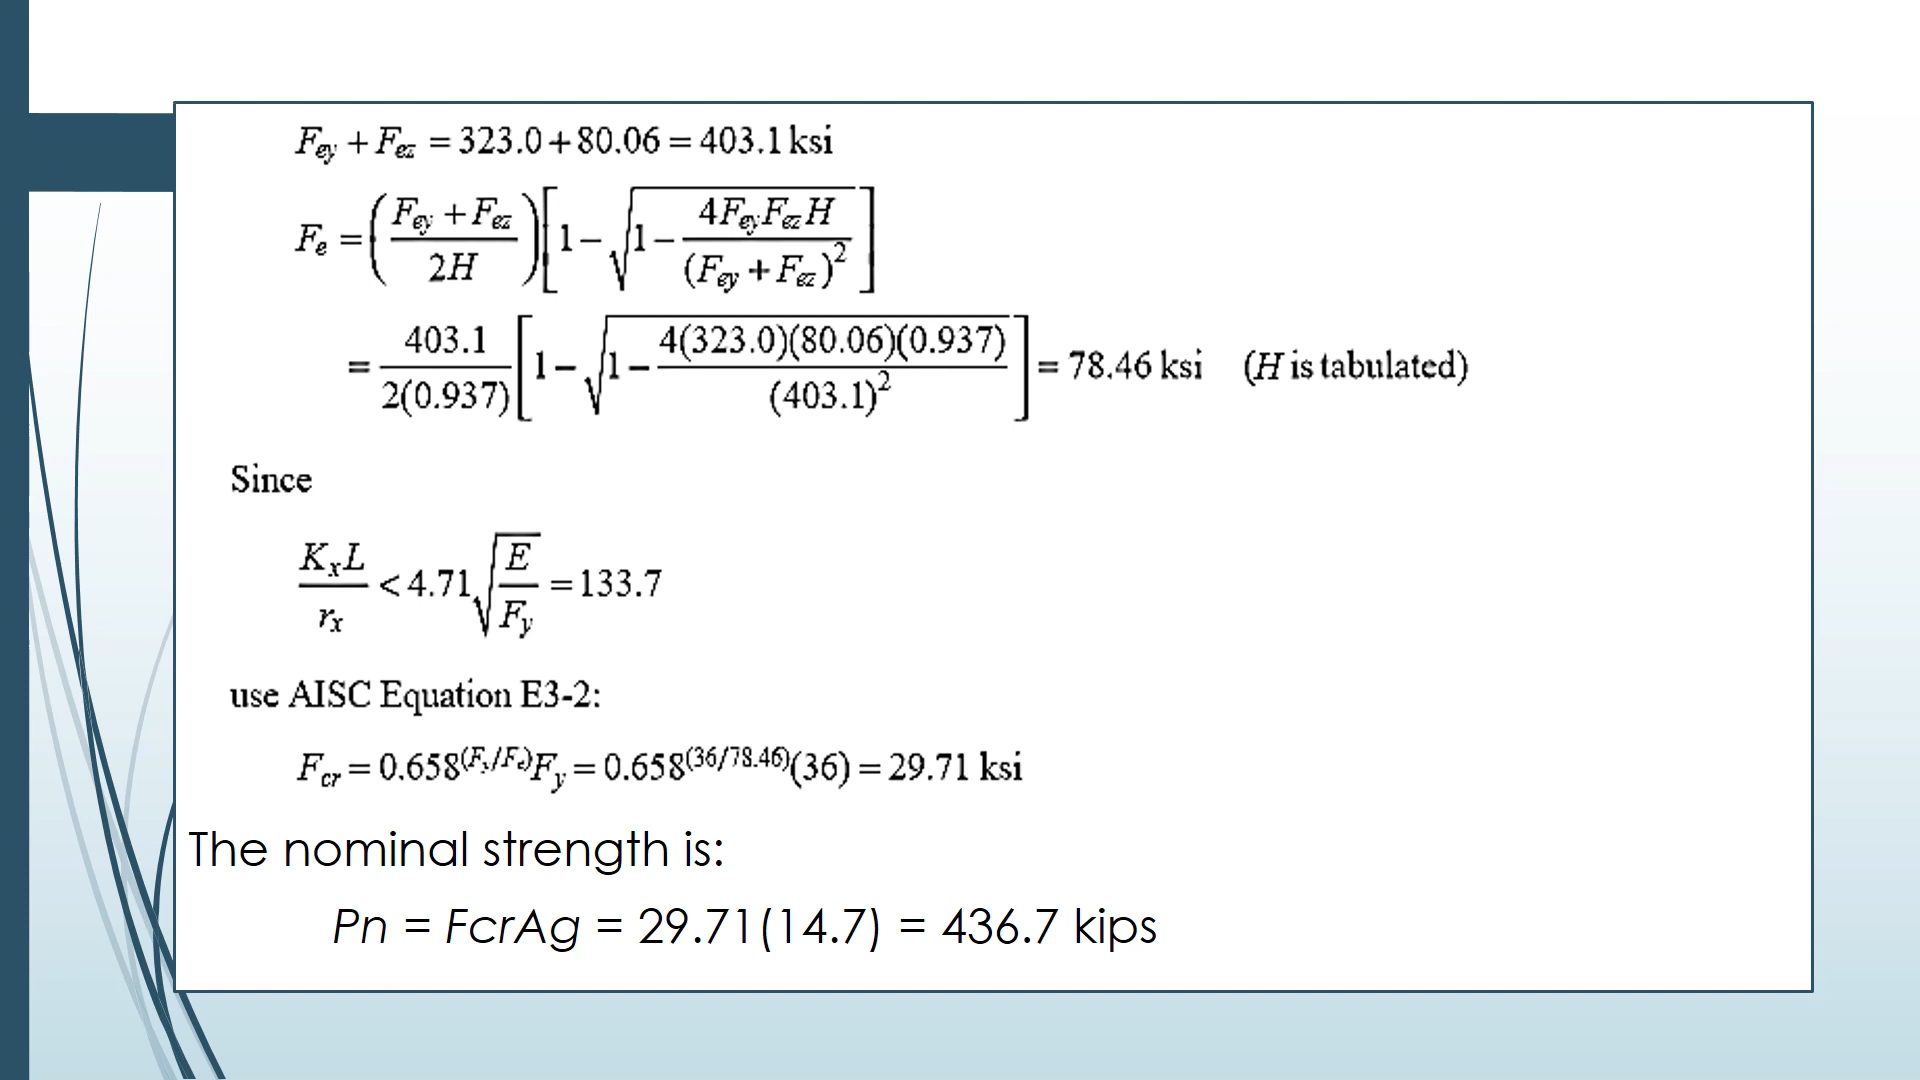 F_ey + F_ez = 323.0 + 80.06 = 403.1 ksi
F_e = ((F_ey + F_ez)/(2H)) [1 − √(1 − (4F_ey F_ez H)/((F_ey + F_ez)²))]
= 403.1/(2(0.937)) [1 − √(1 − (4(323.0)(80.06)(0.937))/((403.1)²))] = 78.46 ksi (H is tabulated)
Since
K_x L/r_x < 4.71√(E/F_y) = 133.7
use AISC Equation E3-2:
F_cr = 0.658^(F_y/F_e) F_y = 0.658^(36/78.46)(36) = 29.71 ksi
The nominal strength is:
Pn = FcrAg = 29.71(14.7) = 436.7 kips